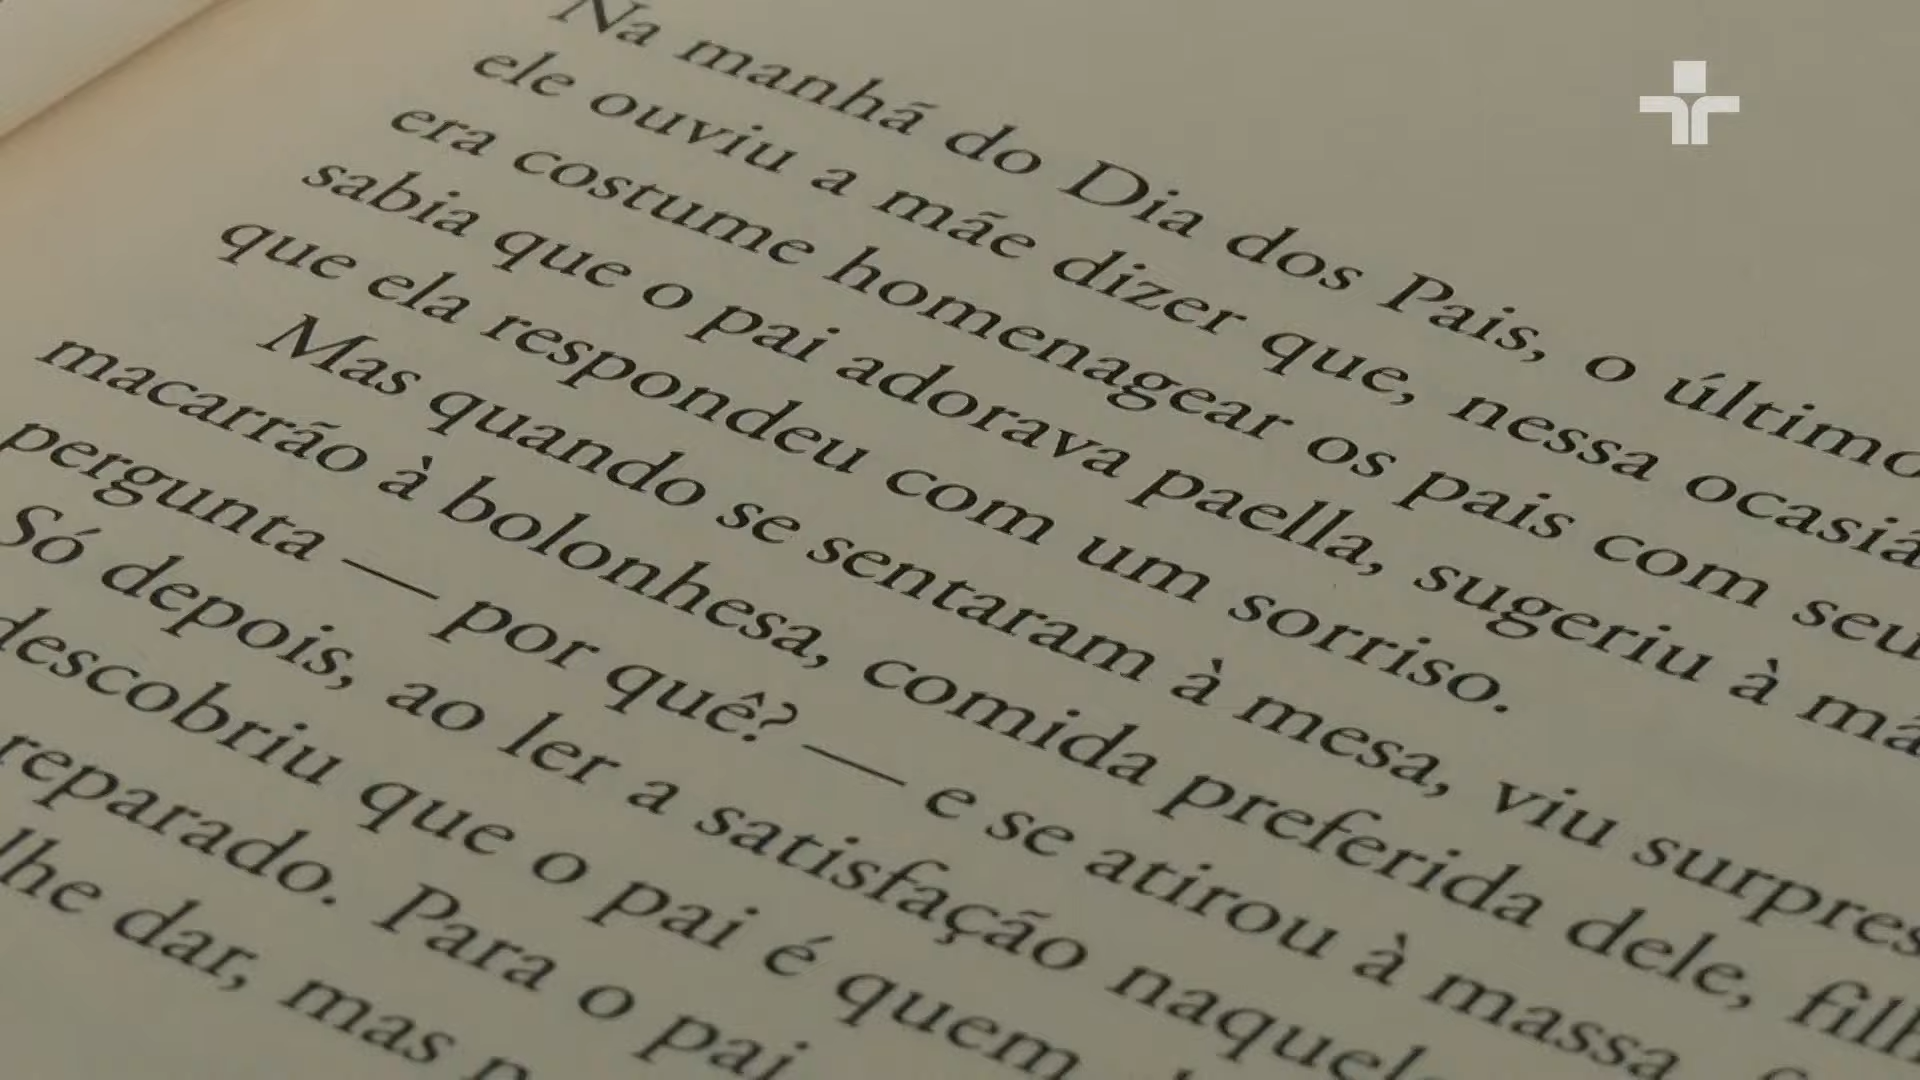 Na manhã do Dia dos Pais, o último
ele ouviu a mãe dizer que, nessa ocasiã
era costume homenagear os pais com seu
sabia que o pai adorava paella, sugeriu à mã
que ela respondeu com um sorriso.
Mas quando se sentaram à mesa, viu surpres
macarrão à bolonhesa, comida preferida dele, filh
pergunta — por quê? — e se atirou à massa
Só depois, ao ler a satisfação naquel
descobriu que o pai é quem
reparado. Para o pai
lhe dar, mas